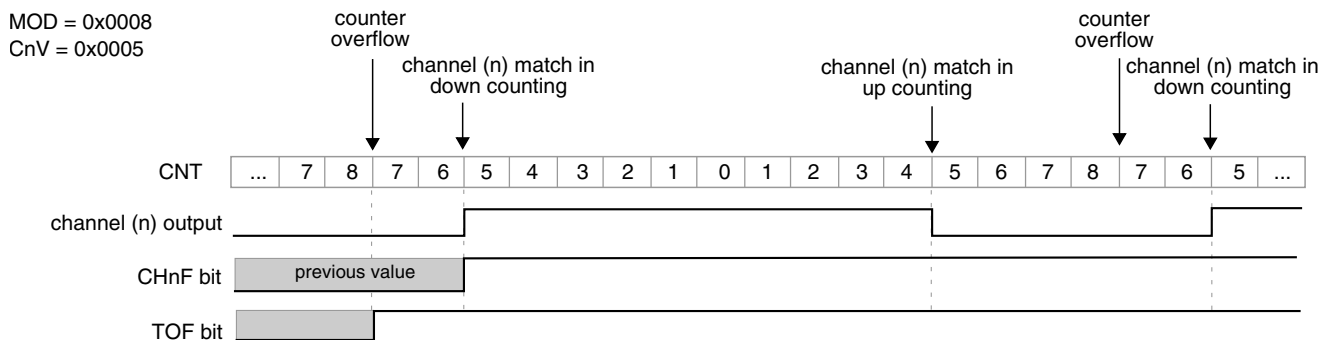 MOD = 0x0008
CnV = 0x0005
counter
overflow
channel (n) match in
down counting
channel (n) match in
up counting
counter
overflow
channel (n) match in
down counting
CNT ... 7 8 7 6 5 4 3 2 1 0 1 2 3 4 5 6 7 8 7 6 5 ...
channel (n) output
CHnF bit previous value
TOF bit